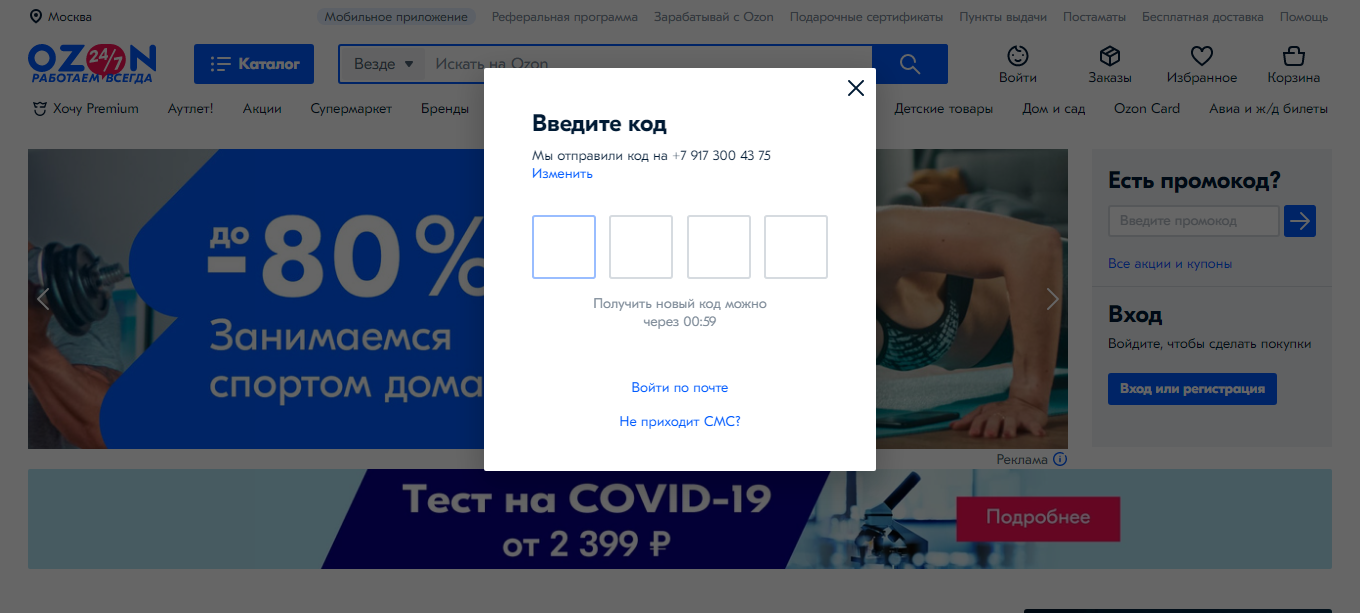 Москва
Мобильное приложение
Реферальная программа
Зарабатывай с Ozon
Подарочные сертификаты
Пункты выдачи
Постаматы
Бесплатная доставка
Помощь
OZON
24/7
РАБОТАЕМ ВСЕГДА
Каталог
Везде
Искать на Ozon
Войти
Заказы
Избранное
Корзина
Хочу Premium
Аутлет!
Акции
Супермаркет
Бренды
Детские товары
Дом и сад
Ozon Card
Авиа и ж/д билеты
Введите код
Мы отправили код на +7 917 300 43 75
Изменить
Получить новый код можно
через 00:59
Войти по почте
Не приходит СМС?
до
-80%
Занимаемся
спортом дома
Есть промокод?
Введите промокод
Все акции и купоны
Вход
Войдите, чтобы сделать покупки
Вход или регистрация
Реклама
Тест на COVID-19
от 2 399 ₽
Подробнее